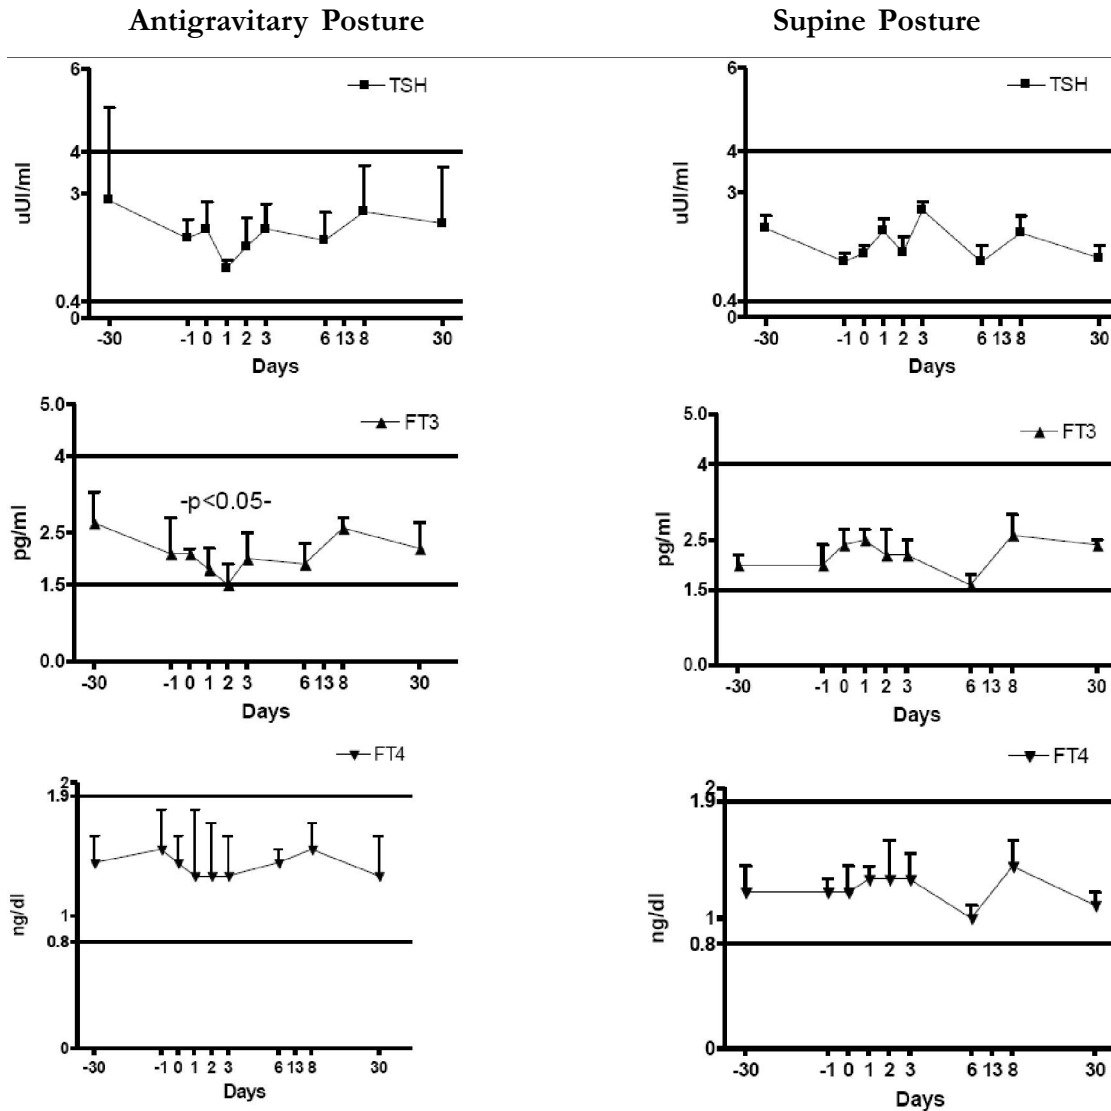 Antigravitary Posture
Supine Posture
6
4
3
0.4
0
uUI/ml
TSH
-30 -1 0 1 2 3 6 13 8 30
Days
6
4
3
0.4
0
uUI/ml
TSH
-30 -1 0 1 2 3 6 13 8 30
Days
5.0
4
2.5
1.5
0.0
pg/ml
FT3
-p<0.05-
-30 -1 0 1 2 3 6 13 8 30
Days
5.0
4
2.5
1.5
0.0
pg/ml
FT3
-30 -1 0 1 2 3 6 13 8 30
Days
2
1.9
1
0.8
0
ng/dl
FT4
-30 -1 0 1 2 3 6 13 8 30
Days
2
1.9
1
0.8
0
ng/dl
FT4
-30 -1 0 1 2 3 6 13 8 30
Days